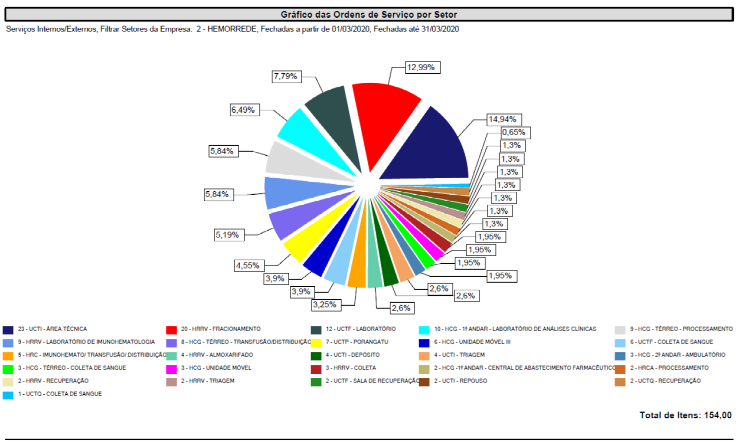 Gráfico das Ordens de Serviço por Setor
Serviços Internos/Externos, Filtrar Setores da Empresa: 2 - HEMORREDE, Fechadas a partir de 01/03/2020, Fechadas até 31/03/2020
12,99%
7,79%
6,49%
14,94%
0,65%
1,3%
5,84%
1,3%
1,3%
1,3%
5,84%
1,3%
1,3%
1,3%
5,19%
1,95%
1,95%
4,55%
1,95%
1,95%
3,9%
3,9%
2,6%
2,6%
3,25%
2,6%
23 - UCTI - ÁREA TÉCNICA
20 - HRRV - FRACIONAMENTO
12 - UCTF - LABORATÓRIO
10 - HCG - 1º ANDAR - LABORATÓRIO DE ANÁLISES CLÍNICAS
9 - HCG - TÉRREO - PROCESSAMENTO
9 - HRRV - LABORATÓRIO DE IMUNOHEMATOLOGIA
8 - HCG - TÉRREO - TRANSFUSÃO/DISTRIBUIÇÃO
7 - UCTP - PORANGATU
6 - HCG - UNIDADE MÓVEL III
6 - UCTF - COLETA DE SANGUE
5 - HRC - IMUNOHEMATO/ TRANSFUSÃO/ DISTRIBUIÇÃO
4 - HRRV - ALMOXARIFADO
4 - UCTI - DEPÓSITO
4 - UCTI - TRIAGEM
3 - HCG - 2º ANDAR - AMBULATÓRIO
3 - HCG - TÉRREO - COLETA DE SANGUE
3 - HCG - UNIDADE MÓVEL
3 - HRRV - COLETA
2 - HCG - 1º ANDAR - CENTRAL DE ABASTECIMENTO FARMACÊUTICO
2 - HRCA - PROCESSAMENTO
2 - HRRV - RECUPERAÇÃO
2 - HRRV - TRIAGEM
2 - UCTF - SALA DE RECUPERAÇÃO
2 - UCTI - REPOUSO
2 - UCTQ - RECUPERAÇÃO
1 - UCTQ - COLETA DE SANGUE
Total de Itens: 154,00